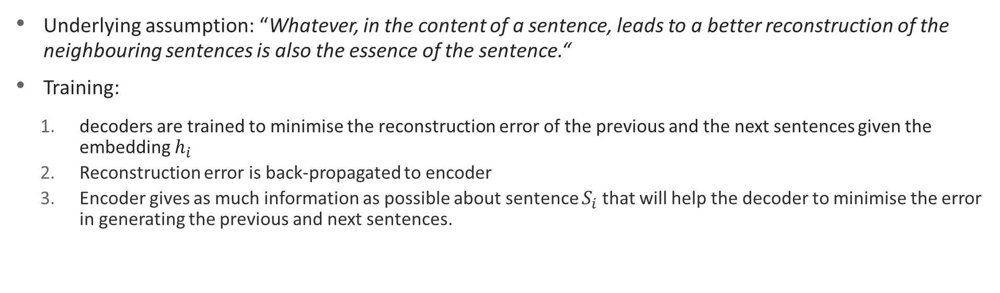 • Underlying assumption: “Whatever, in the content of a sentence, leads to a better reconstruction of the
neighbouring sentences is also the essence of the sentence.“
• Training:
1. decoders are trained to minimise the reconstruction error of the previous and the next sentences given the
embedding hᵢ
2. Reconstruction error is back-propagated to encoder
3. Encoder gives as much information as possible about sentence Sᵢ that will help the decoder to minimise the error
in generating the previous and next sentences.